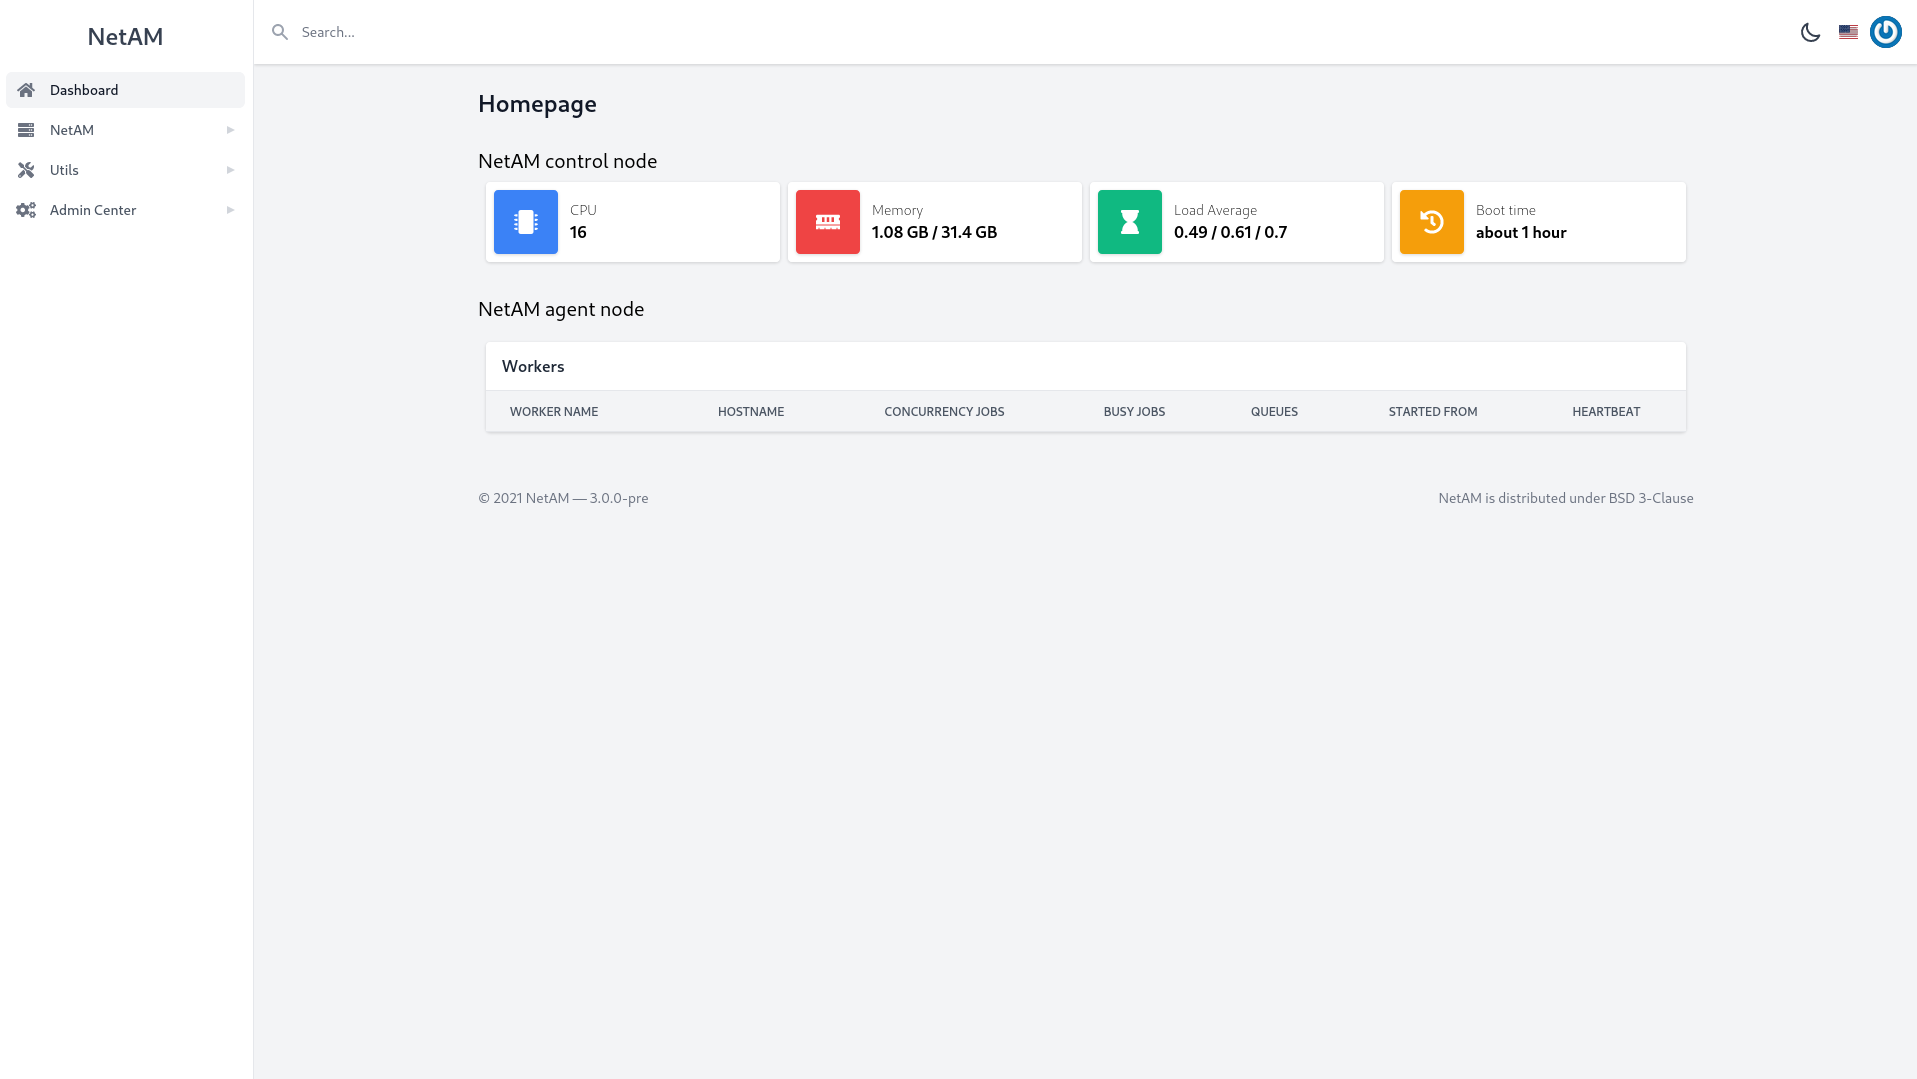 NetAM
Search...
Dashboard
NetAM
Utils
Admin Center
Homepage
NetAM control node
CPU
16
Memory
1.08 GB / 31.4 GB
Load Average
0.49 / 0.61 / 0.7
Boot time
about 1 hour
NetAM agent node
Workers
WORKER NAME HOSTNAME CONCURRENCY JOBS BUSY JOBS QUEUES STARTED FROM HEARTBEAT
© 2021 NetAM — 3.0.0-pre
NetAM is distributed under BSD 3-Clause